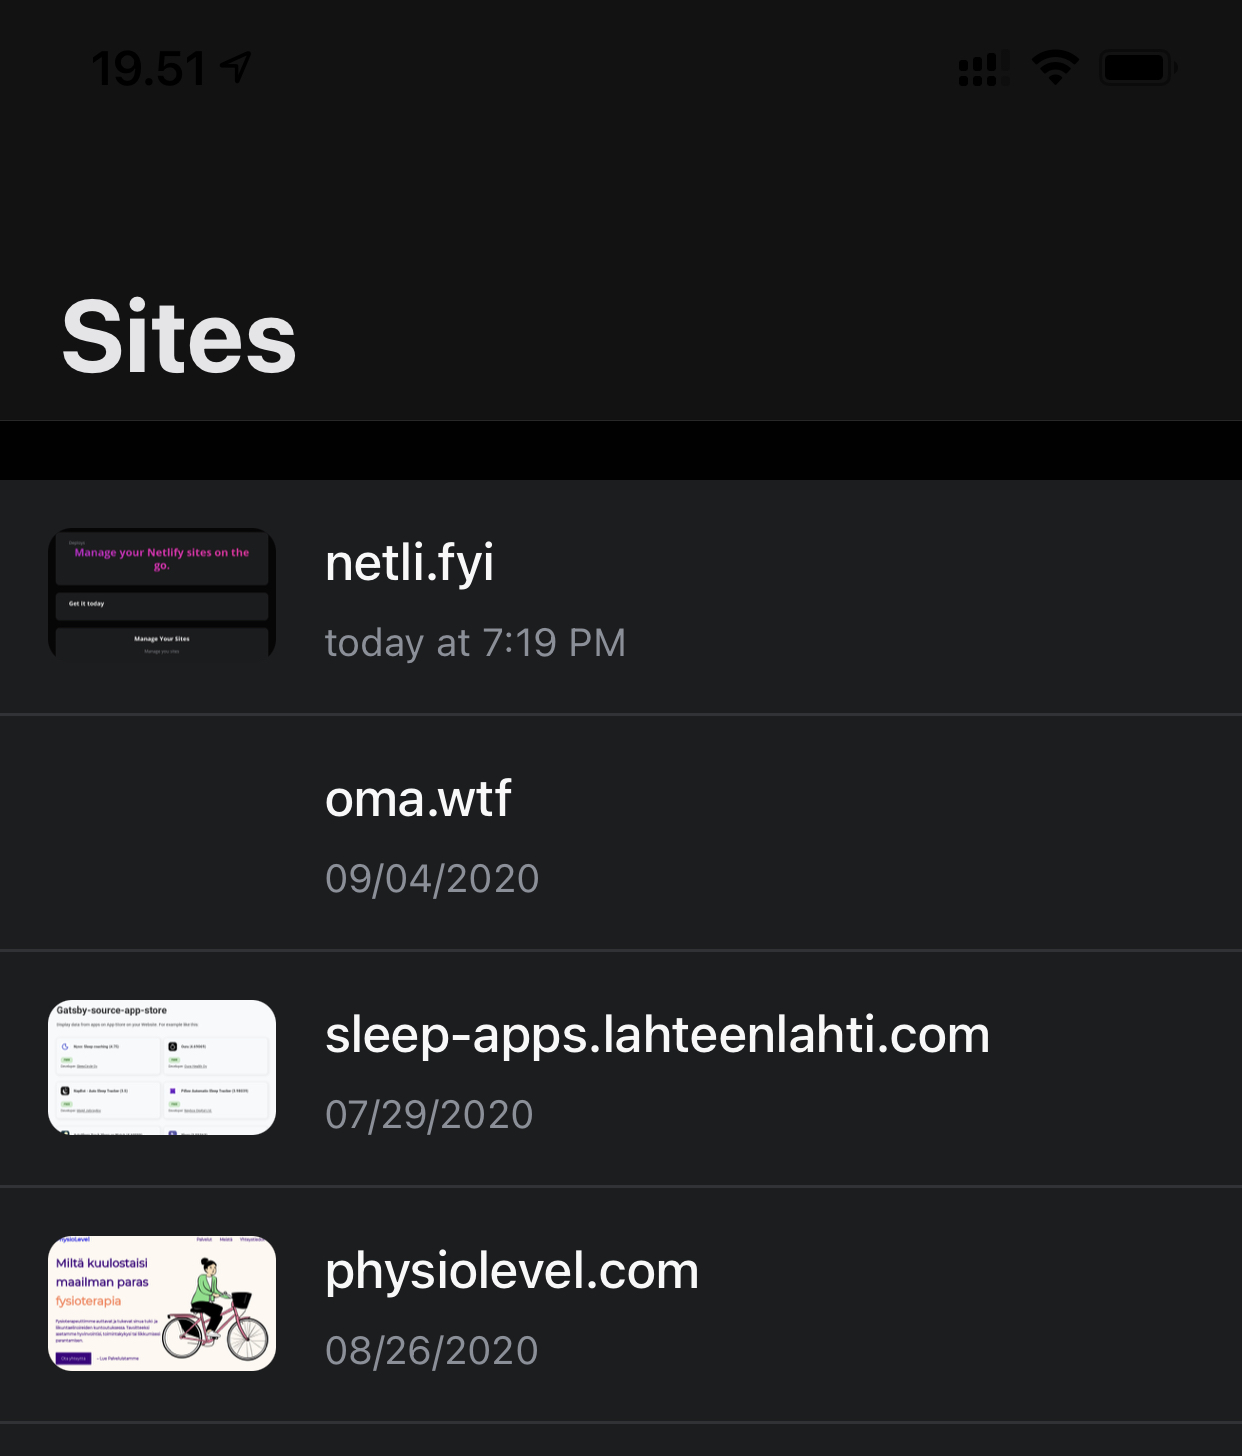 19.51
Sites
Manage your Netlify sites on the
go.
Get it today
Manage Your Sites
netli.fyi
today at 7:19 PM
oma.wtf
09/04/2020
Gatsby-source-app-store
sleep-apps.lahteenlahti.com
07/29/2020
Miltä kuulostaisi
maailman paras
fysioterapia
physiolevel.com
08/26/2020